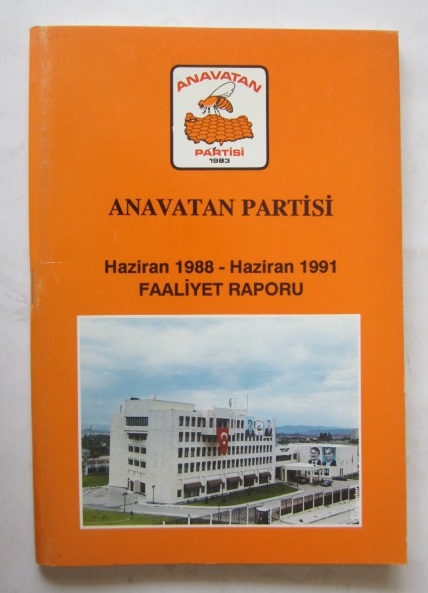 ANAVATAN
PARTİSİ
1983
ANAVATAN PARTİSİ
Haziran 1988 - Haziran 1991
FAALİYET RAPORU